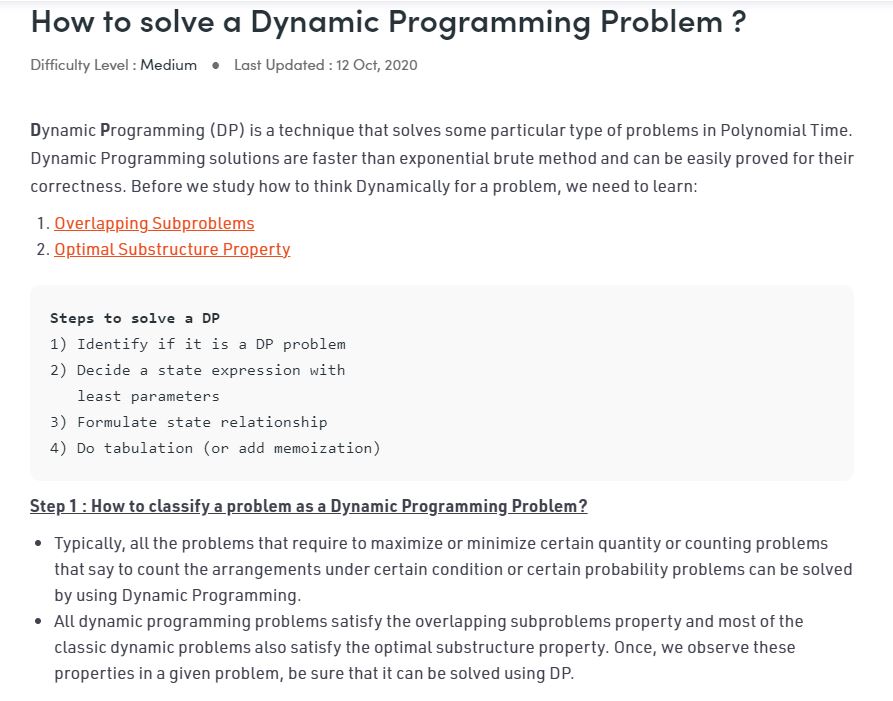 How to solve a Dynamic Programming Problem ?
Difficulty Level : Medium ● Last Updated : 12 Oct, 2020
Dynamic Programming (DP) is a technique that solves some particular type of problems in Polynomial Time.
Dynamic Programming solutions are faster than exponential brute method and can be easily proved for their
correctness. Before we study how to think Dynamically for a problem, we need to learn:
1. Overlapping Subproblems
2. Optimal Substructure Property
Steps to solve a DP
1) Identify if it is a DP problem
2) Decide a state expression with
least parameters
3) Formulate state relationship
4) Do tabulation (or add memoization)
Step 1 : How to classify a problem as a Dynamic Programming Problem?
• Typically, all the problems that require to maximize or minimize certain quantity or counting problems
that say to count the arrangements under certain condition or certain probability problems can be solved
by using Dynamic Programming.
• All dynamic programming problems satisfy the overlapping subproblems property and most of the
classic dynamic problems also satisfy the optimal substructure property. Once, we observe these
properties in a given problem, be sure that it can be solved using DP.